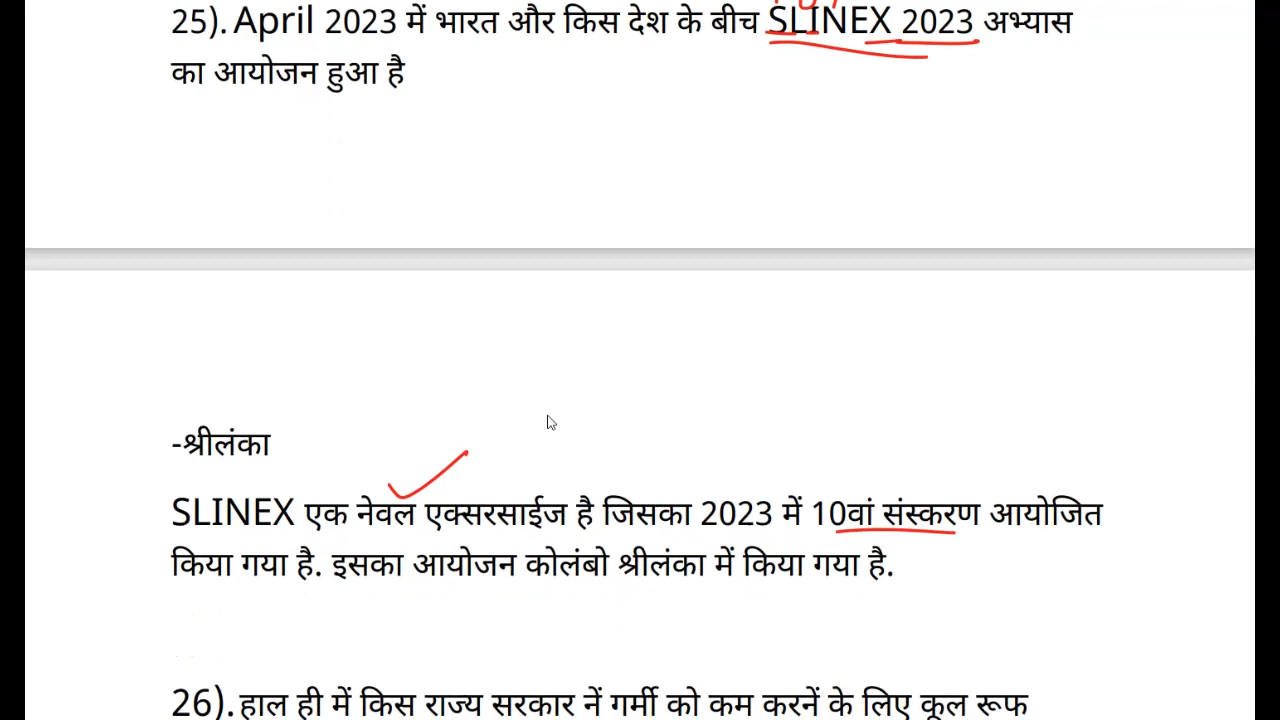 25). April 2023 में भारत और किस देश के बीच SLINEX 2023 अभ्यास
का आयोजन हुआ है
-श्रीलंका
SLINEX एक नेवल एक्सरसाईज है जिसका 2023 में 10वां संस्करण आयोजित
किया गया है. इसका आयोजन कोलंबो श्रीलंका में किया गया है.
26). हाल ही में किस राज्य सरकार नें गर्मी को कम करनें के लिए कूल रूफ